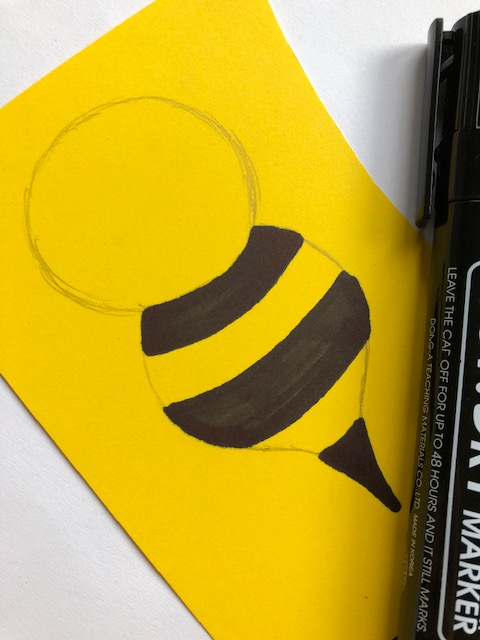 LEAVE THE CAP OFF FOR UP TO 48 HOURS AND IT STILL MARKS.
DONG-A TEACHING MATERIALS CO.,LTD. MADE IN KOREA
DRY MARKER